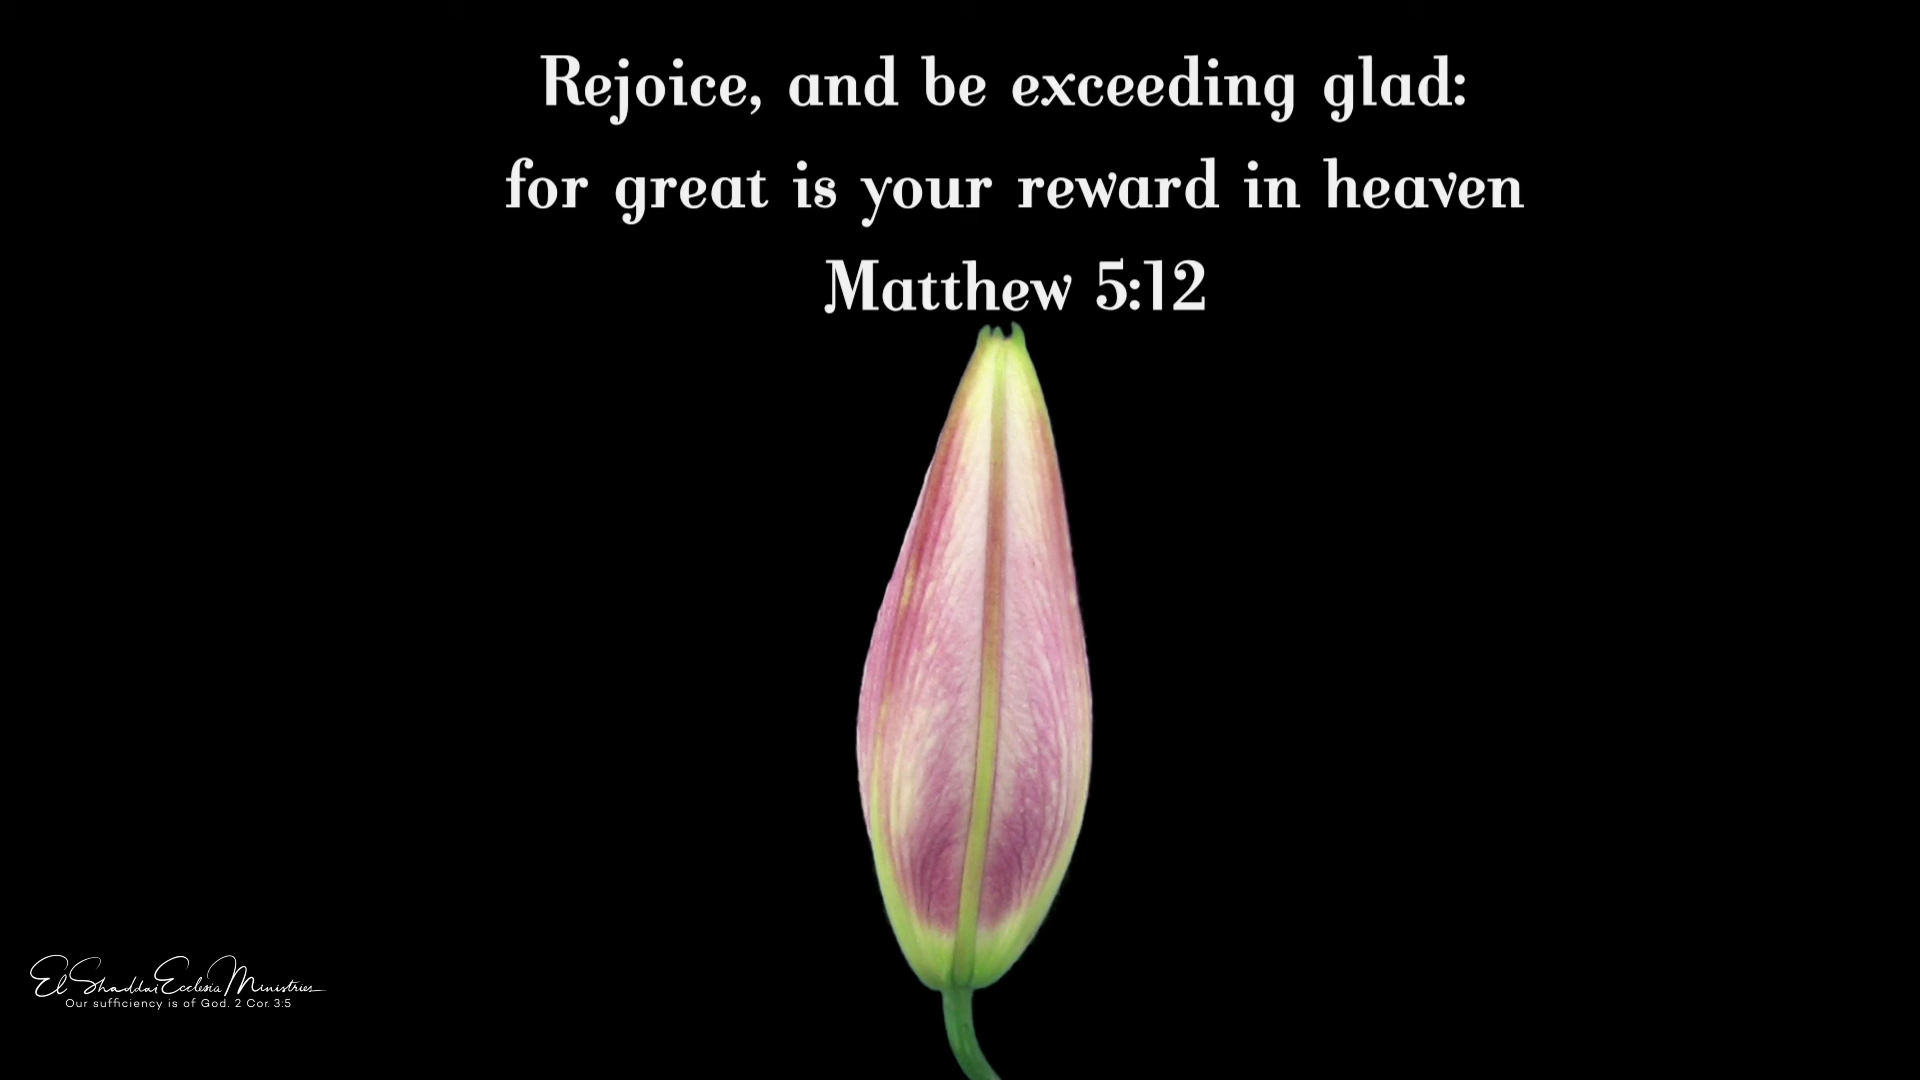 Rejoice, and be exceeding glad:
for great is your reward in heaven
Matthew 5:12
El Shaddai Ecclesia Ministries
Our sufficiency is of God. 2 Cor. 3:5